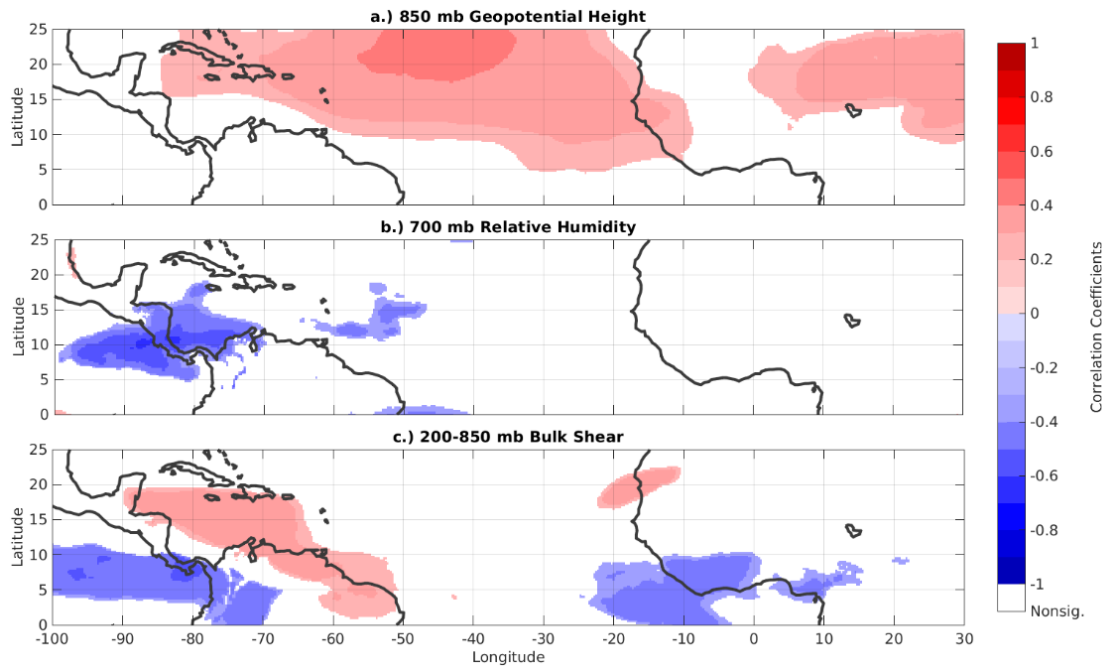 a.) 850 mb Geopotential Height
25
20
15
10
5
0
Latitude
b.) 700 mb Relative Humidity
25
20
15
10
5
0
Latitude
c.) 200-850 mb Bulk Shear
25
20
15
10
5
0
Latitude
-100 -90 -80 -70 -60 -50 -40 -30 -20 -10 0 10 20 30
Longitude
1
0.8
0.6
0.4
0.2
0
-0.2
-0.4
-0.6
-0.8
-1
Nonsig.
Correlation Coefficients